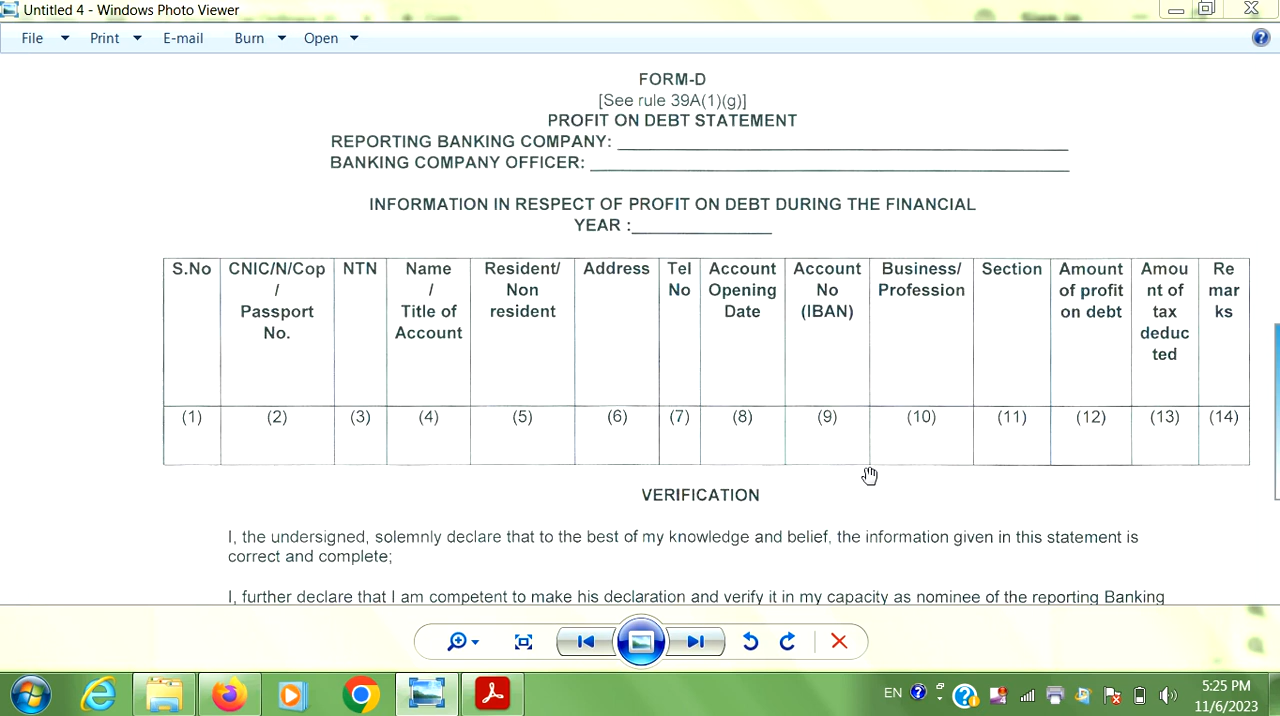 Untitled 4 - Windows Photo Viewer
File Print E-mail Burn Open
FORM-D
[See rule 39A(1)(g)]
PROFIT ON DEBT STATEMENT
REPORTING BANKING COMPANY:
BANKING COMPANY OFFICER:
INFORMATION IN RESPECT OF PROFIT ON DEBT DURING THE FINANCIAL
YEAR :
S.No CNIC/N/Cop NTN Name Resident/ Address Tel Account Account Business/ Section Amount Amou Re
/ / Non No Opening No Profession of profit nt of mar
Passport Title of resident Date (IBAN) on debt tax ks
No. Account deduc
ted
(1) (2) (3) (4) (5) (6) (7) (8) (9) (10) (11) (12) (13) (14)
VERIFICATION
I, the undersigned, solemnly declare that to the best of my knowledge and belief, the information given in this statement is
correct and complete;
I, further declare that I am competent to make his declaration and verify it in my capacity as nominee of the reporting Banking
EN 5:25 PM
11/6/2023